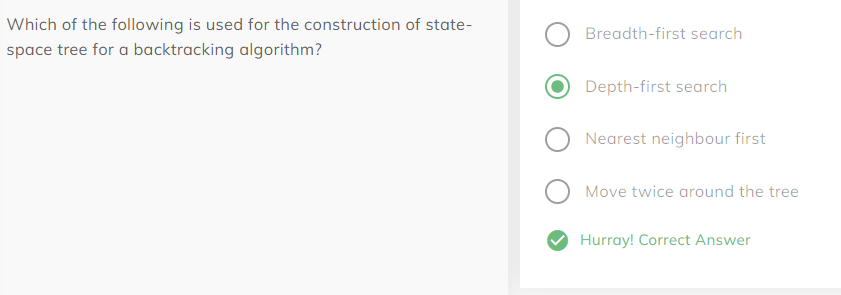 Which of the following is used for the construction of state-
space tree for a backtracking algorithm?
Breadth-first search
Depth-first search
Nearest neighbour first
Move twice around the tree
Hurray! Correct Answer